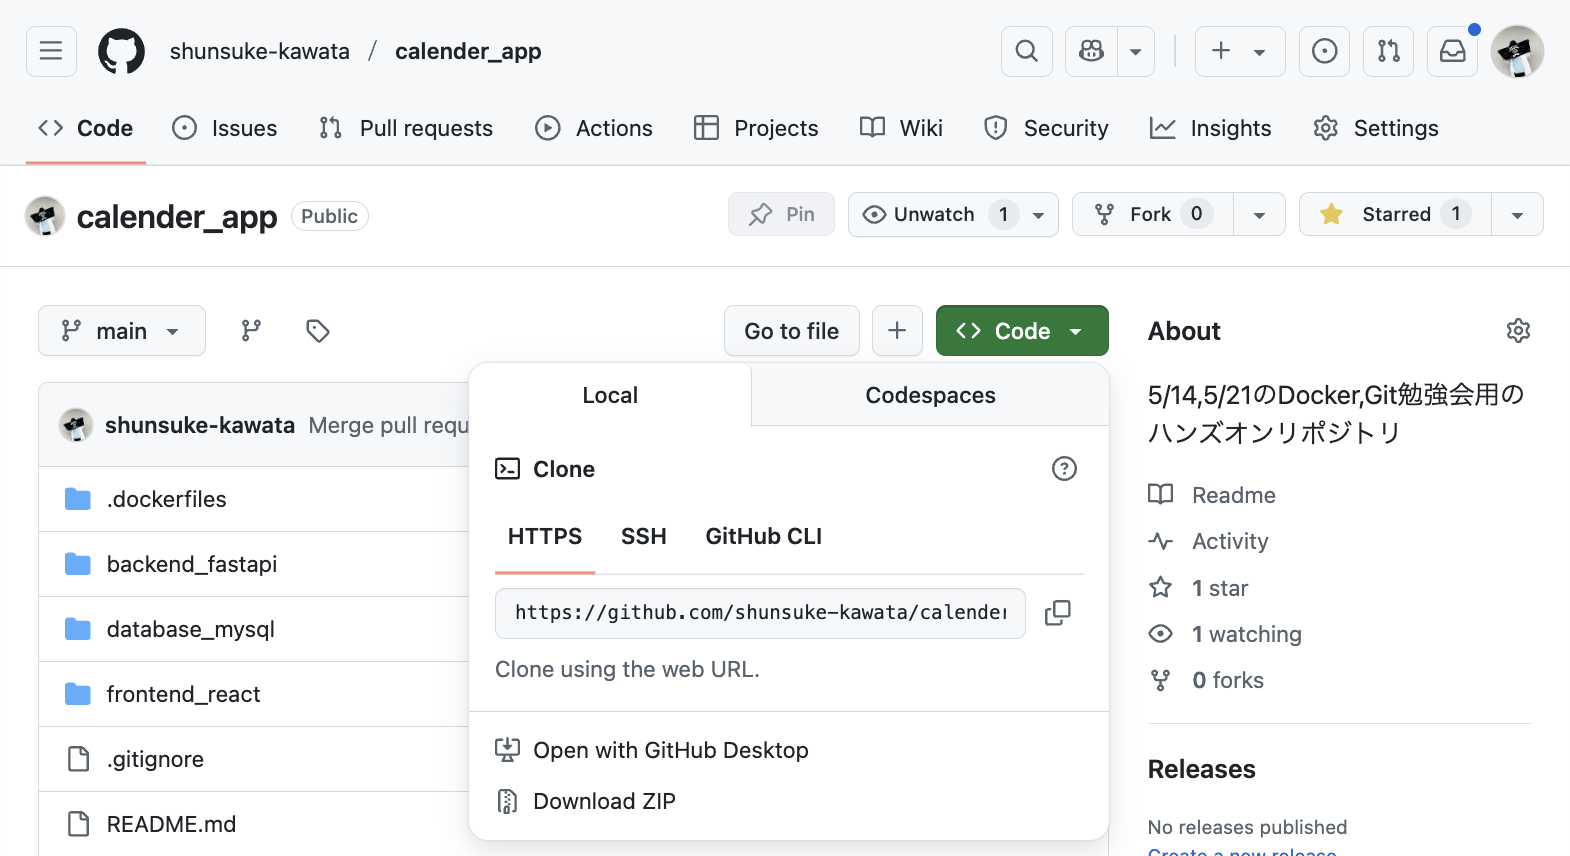 shunsuke-kawata / calender_app
Code Issues Pull requests Actions Projects Wiki Security Insights Settings
calender_app Public Pin Unwatch 1 Fork 0 Starred 1
main Go to file + Code
shunsuke-kawata Merge pull requ
.dockerfiles
backend_fastapi
database_mysql
frontend_react
.gitignore
README.md
Local Codespaces
Clone
HTTPS SSH GitHub CLI
https://github.com/shunsuke-kawata/calender
Clone using the web URL.
Open with GitHub Desktop
Download ZIP
About
5/14,5/21のDocker,Git勉強会用の
ハンズオンリポジトリ
Readme
Activity
1 star
1 watching
0 forks
Releases
No releases published
Create a new release